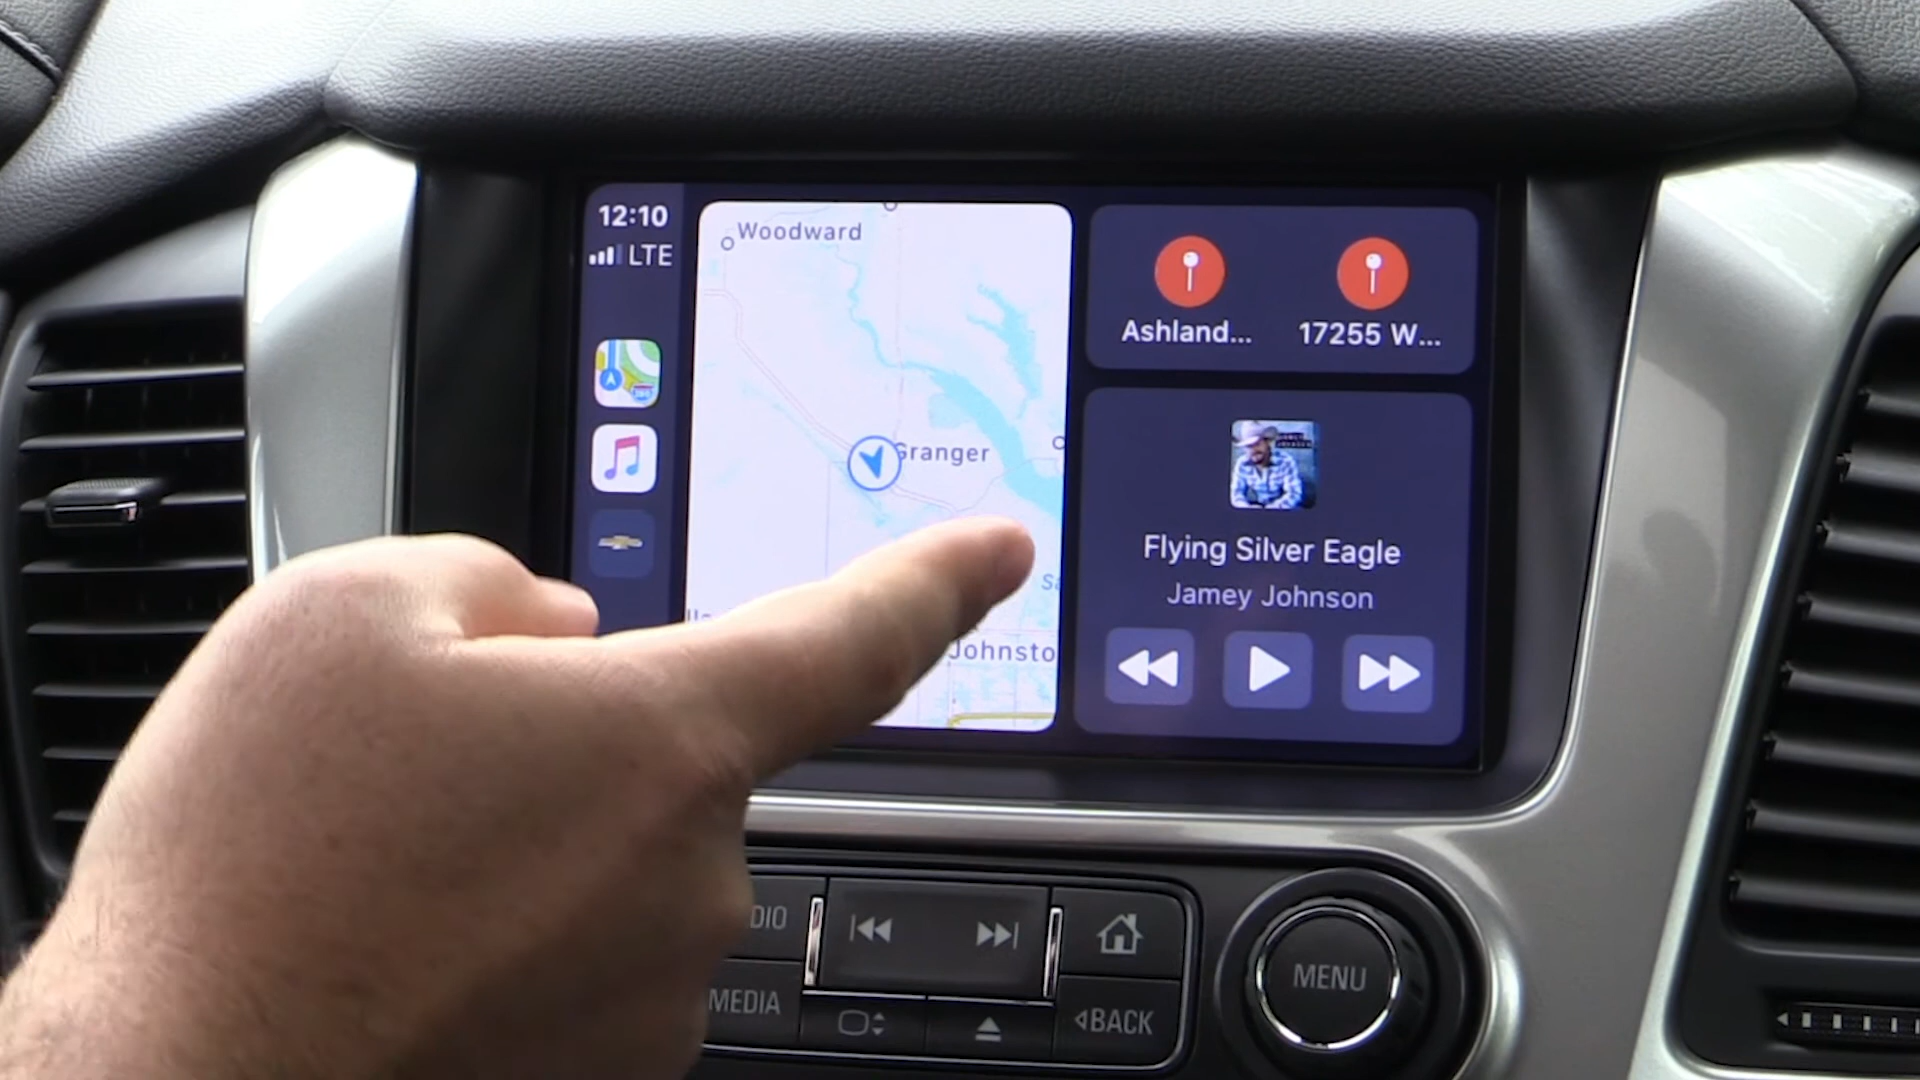 12:10
LTE
Woodward
Granger
Johnsto
Ashland...
17255 W...
Flying Silver Eagle
Jamey Johnson
DIO
MEDIA
BACK
MENU